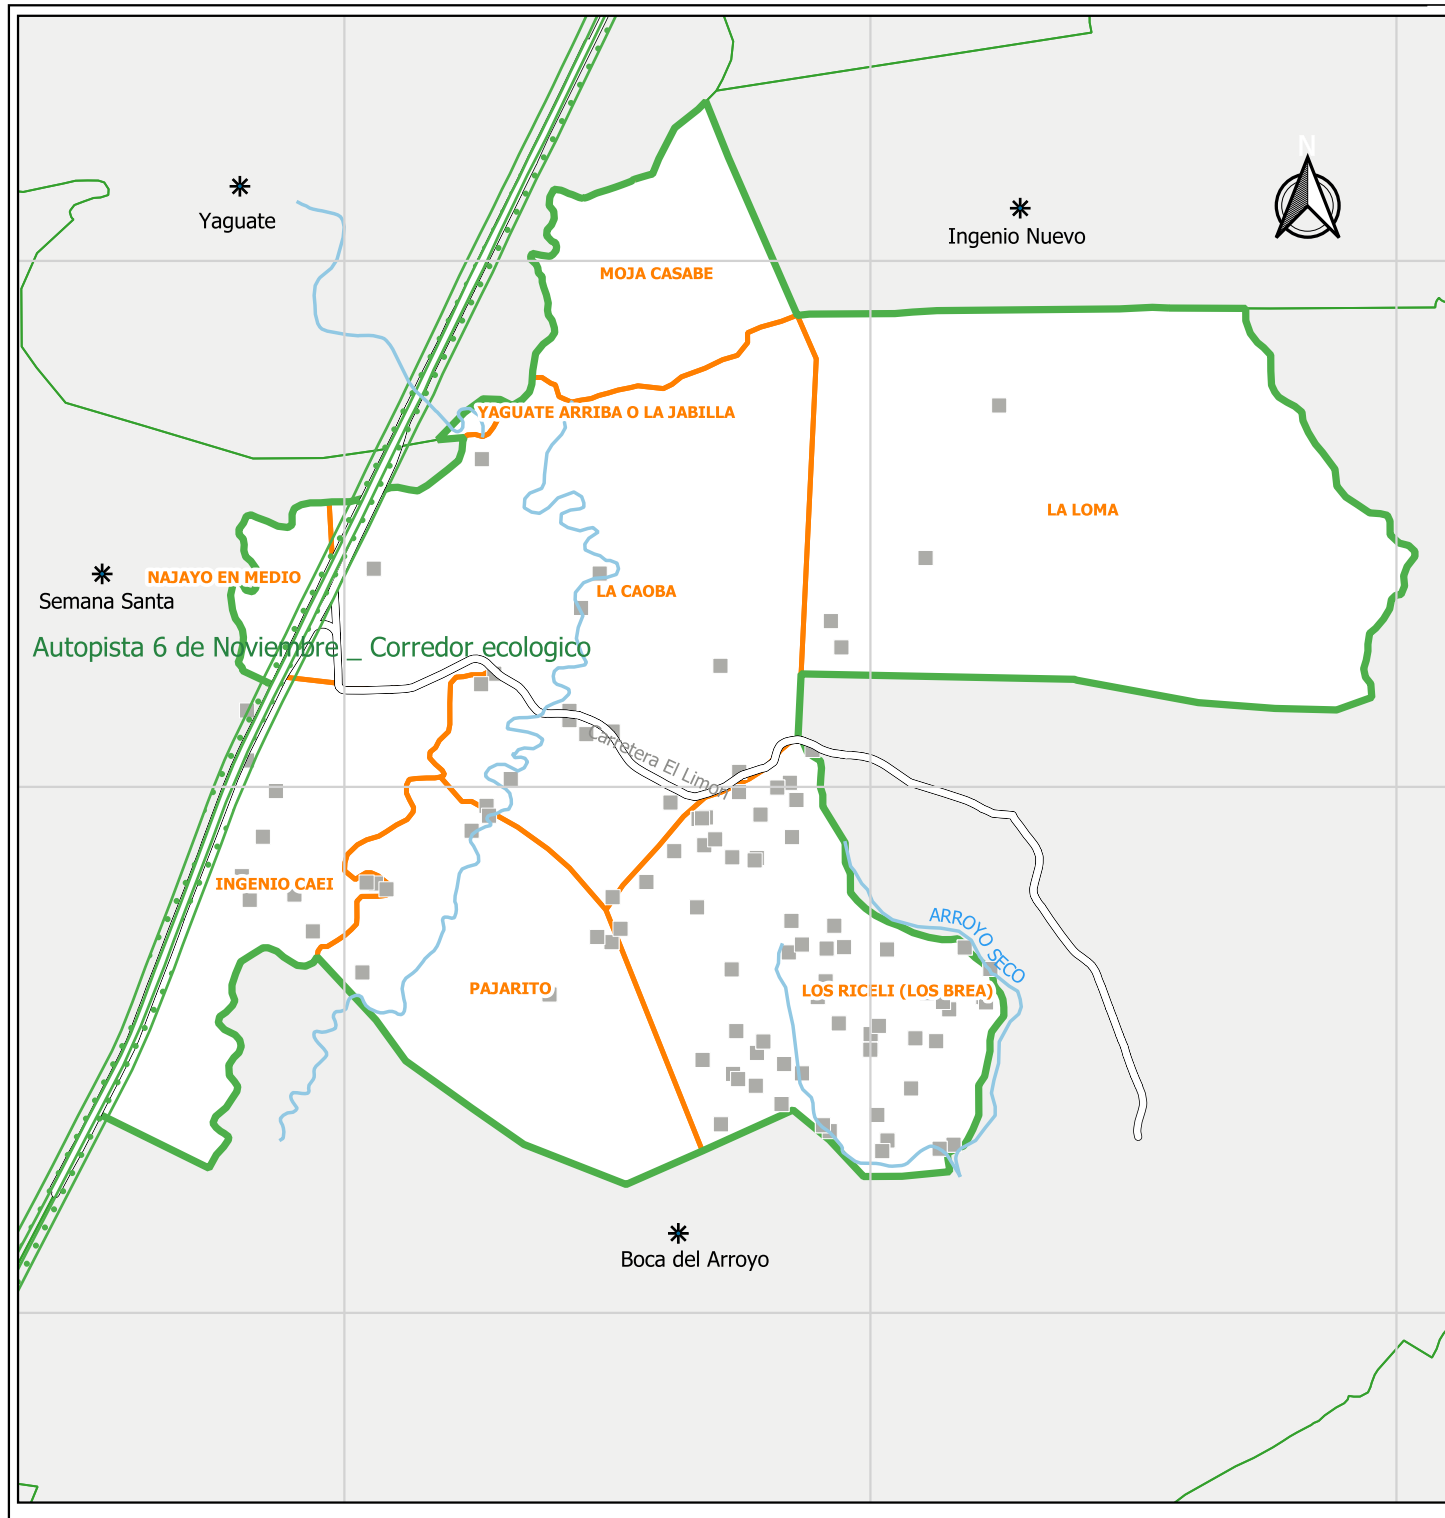 N
Yaguate
Ingenio Nuevo
MOJA CASABE
YAGUATE ARRIBA O LA JABILLA
LA LOMA
NAJAYO EN MEDIO
LA CAOBA
Semana Santa
Autopista 6 de Noviembre _ Corredor ecologico
Carretera El Limon
INGENIO CAEI
ARROYO SECO
PAJARITO
LOS RICELI (LOS BREA)
Boca del Arroyo